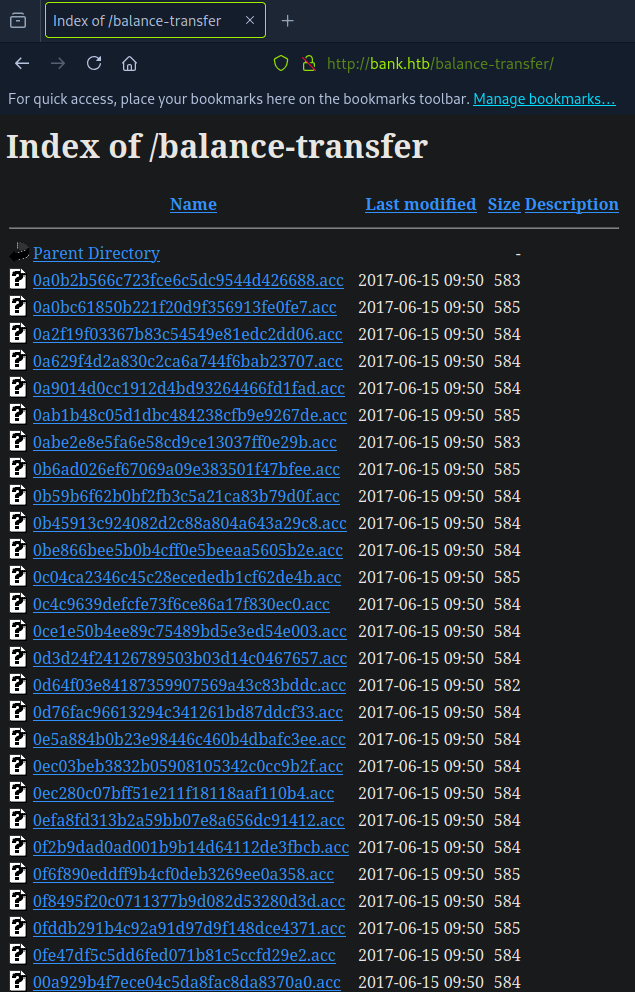 Index of /balance-transfer
http://bank.htb/balance-transfer/
For quick access, place your bookmarks here on the bookmarks toolbar. Manage bookmarks…
Index of /balance-transfer
Name Last modified Size Description
Parent Directory -
0a0b2b566c723fce6c5dc9544d426688.acc 2017-06-15 09:50 583
0a0bc61850b221f20d9f356913fe0fe7.acc 2017-06-15 09:50 585
0a2f19f03367b83c54549e81edc2dd06.acc 2017-06-15 09:50 584
0a629f4d2a830c2ca6a744f6bab23707.acc 2017-06-15 09:50 584
0a9014d0cc1912d4bd93264466fd1fad.acc 2017-06-15 09:50 584
0ab1b48c05d1dbc484238cfb9e9267de.acc 2017-06-15 09:50 585
0abe2e8e5fa6e58cd9ce13037ff0e29b.acc 2017-06-15 09:50 583
0b6ad026ef67069a09e383501f47bfee.acc 2017-06-15 09:50 585
0b59b6f62b0bf2fb3c5a21ca83b79d0f.acc 2017-06-15 09:50 584
0b45913c924082d2c88a804a643a29c8.acc 2017-06-15 09:50 584
0be866bee5b0b4cff0e5beeaa5605b2e.acc 2017-06-15 09:50 584
0c04ca2346c45c28ecededb1cf62de4b.acc 2017-06-15 09:50 585
0c4c9639defcfe73f6ce86a17f830ec0.acc 2017-06-15 09:50 584
0ce1e50b4ee89c75489bd5e3ed54e003.acc 2017-06-15 09:50 584
0d3d24f24126789503b03d14c0467657.acc 2017-06-15 09:50 584
0d64f03e84187359907569a43c83bddc.acc 2017-06-15 09:50 582
0d76fac96613294c341261bd87ddcf33.acc 2017-06-15 09:50 584
0e5a884b0b23e98446c460b4dbafc3ee.acc 2017-06-15 09:50 584
0ec03beb3832b05908105342c0cc9b2f.acc 2017-06-15 09:50 584
0ec280c07bff51e211f18118aaf110b4.acc 2017-06-15 09:50 584
0efa8fd313b2a59bb07e8a656dc91412.acc 2017-06-15 09:50 584
0f2b9dad0ad001b9b14d64112de3fbcb.acc 2017-06-15 09:50 584
0f6f890eddff9b4cf0deb3269ee0a358.acc 2017-06-15 09:50 585
0f8495f20c0711377b9d082d53280d3d.acc 2017-06-15 09:50 584
0fddb291b4c92a91d97d9f148dce4371.acc 2017-06-15 09:50 585
0fe47df5c5dd6fed071b81c5ccfd29e2.acc 2017-06-15 09:50 584
00a929b4f7ece04c5da8fac8da8370a0.acc 2017-06-15 09:50 584